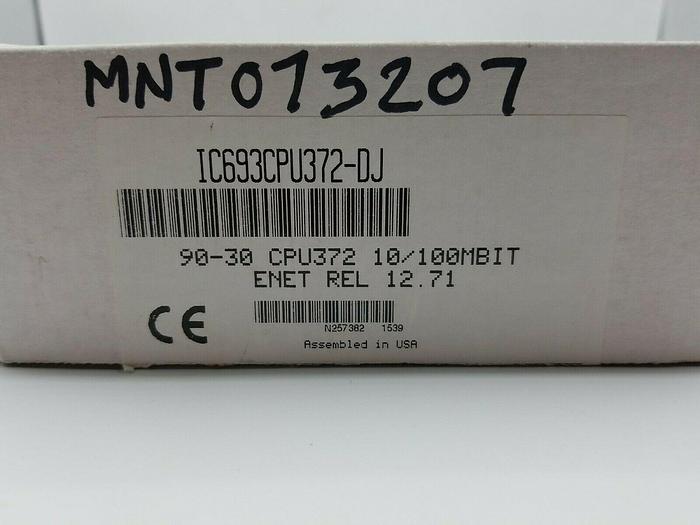 MNT073207
IC693CPU372-DJ
90-30 CPU372 10/100MBIT
ENET REL 12.71
CE
N257382 1539
Assembled in USA